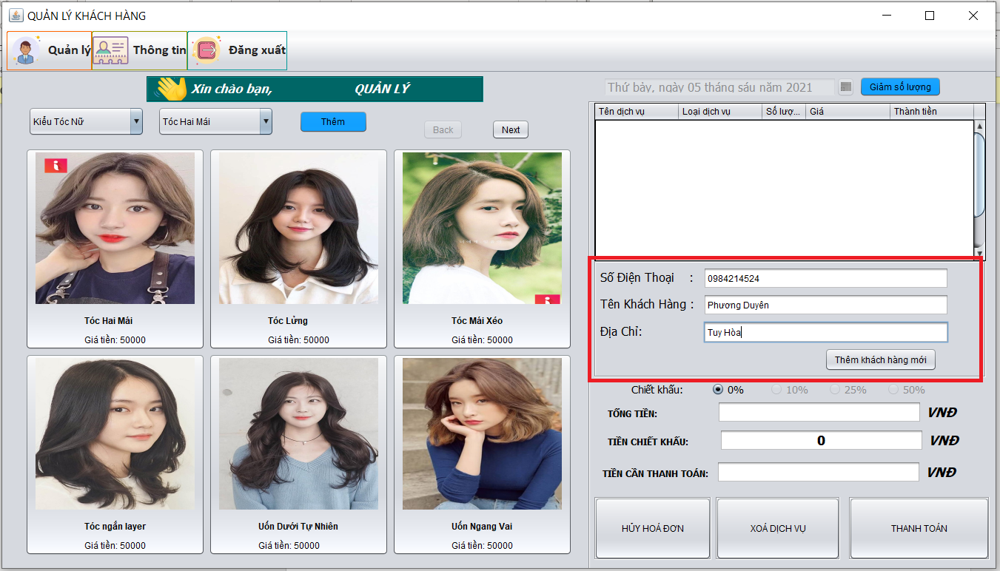 QUẢN LÝ KHÁCH HÀNG
Quản lý Thông tin Đăng xuất
Xin chào bạn, QUẢN LÝ
Thứ bảy, ngày 05 tháng sáu năm 2021 Giảm số lượng
Kiểu Tóc Nữ Tóc Hai Mái Thêm Back Next
Tên dịch vụ Loại dịch vụ Số lượ... Giá Thành tiền
Tóc Hai Mái Tóc Lửng Tóc Mái Xéo
Giá tiền: 50000 Giá tiền: 50000 Giá tiền: 50000
Tóc ngắn layer Uốn Dưới Tự Nhiên Uốn Ngang Vai
Giá tiền: 50000 Giá tiền: 50000 Giá tiền: 50000
Số Điện Thoại : 0984214524
Tên Khách Hàng : Phương Duyên
Địa Chỉ: Tuy Hòa
Thêm khách hàng mới
Chiết khấu: 0% 10% 25% 50%
TỔNG TIỀN: VNĐ
TIỀN CHIẾT KHẤU: 0 VNĐ
TIỀN CẦN THANH TOÁN: VNĐ
HỦY HOÁ ĐƠN XOÁ DỊCH VỤ THANH TOÁN